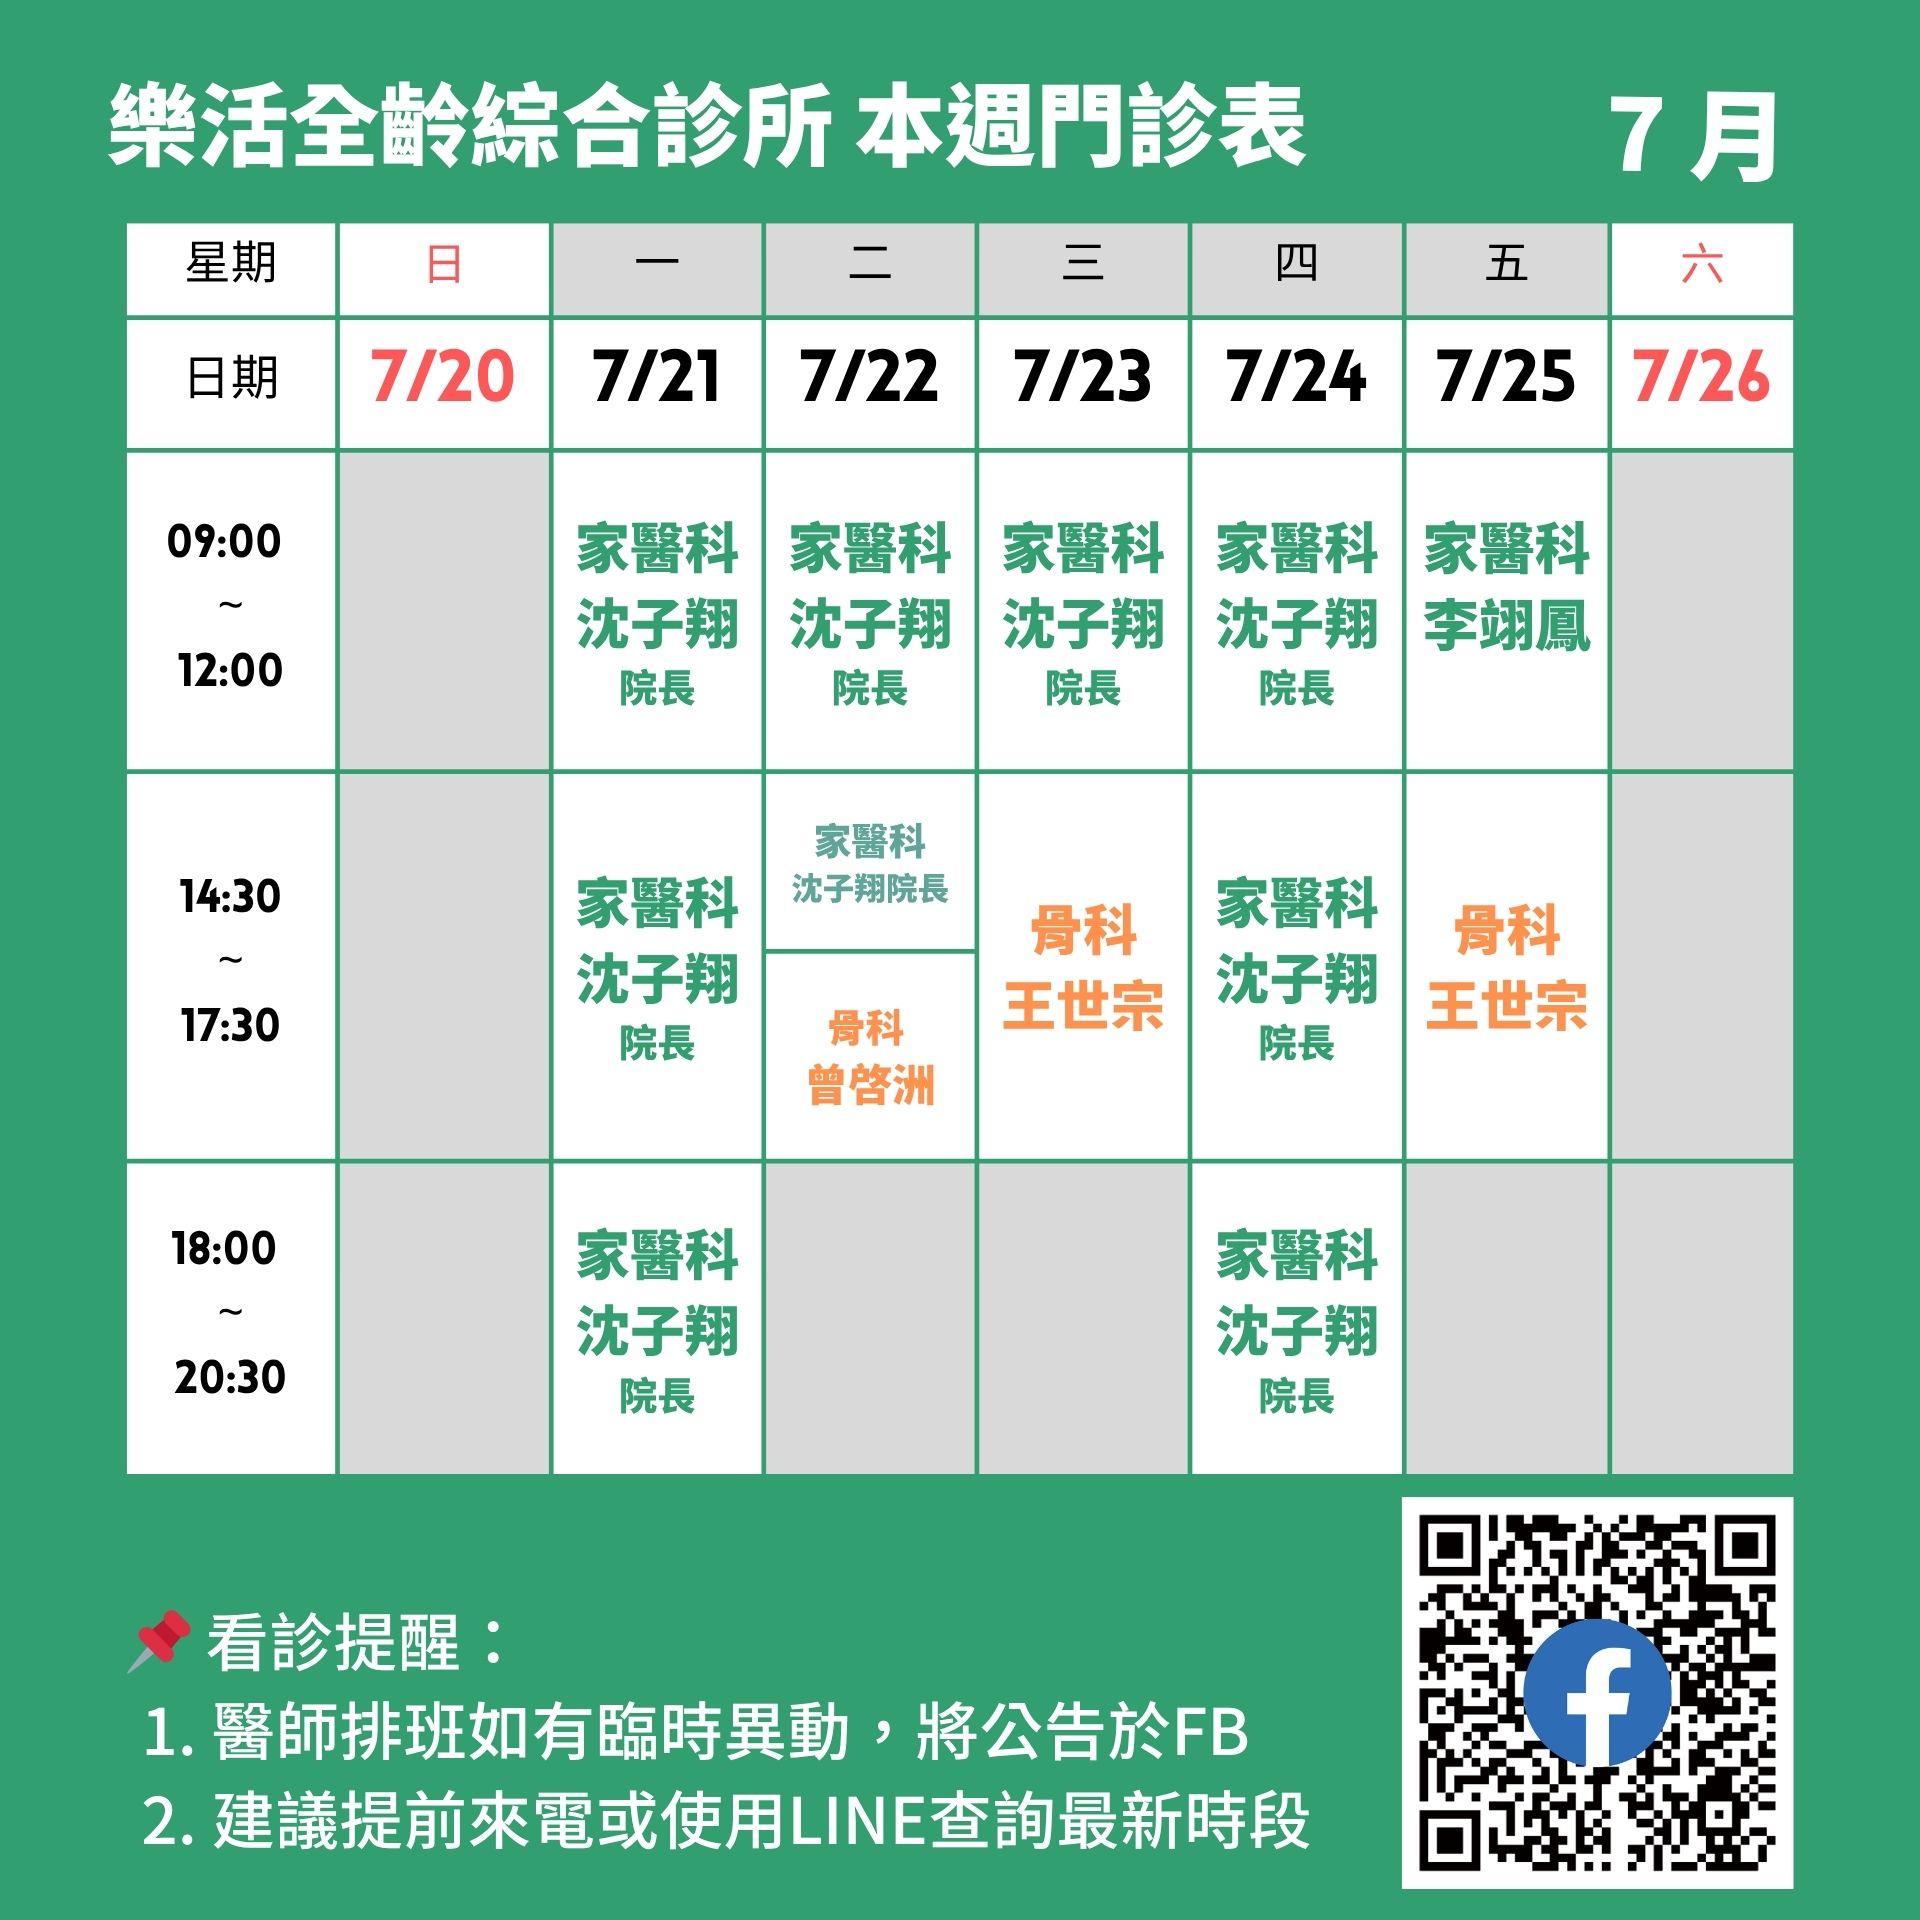 樂活全齡綜合診所 本週門診表
7 月
星期 日 一 二 三 四 五 六
日期 7/20 7/21 7/22 7/23 7/24 7/25 7/26
09:00
~
12:00
家醫科
沈子翔
院長
家醫科
沈子翔
院長
家醫科
沈子翔
院長
家醫科
沈子翔
院長
家醫科
李翊鳳
14:30
~
17:30
家醫科
沈子翔
院長
家醫科
沈子翔院長
骨科
曾啓洲
骨科
王世宗
家醫科
沈子翔
院長
骨科
王世宗
18:00
~
20:30
家醫科
沈子翔
院長
家醫科
沈子翔
院長
看診提醒：
1. 醫師排班如有臨時異動，將公告於FB
2. 建議提前來電或使用LINE查詢最新時段